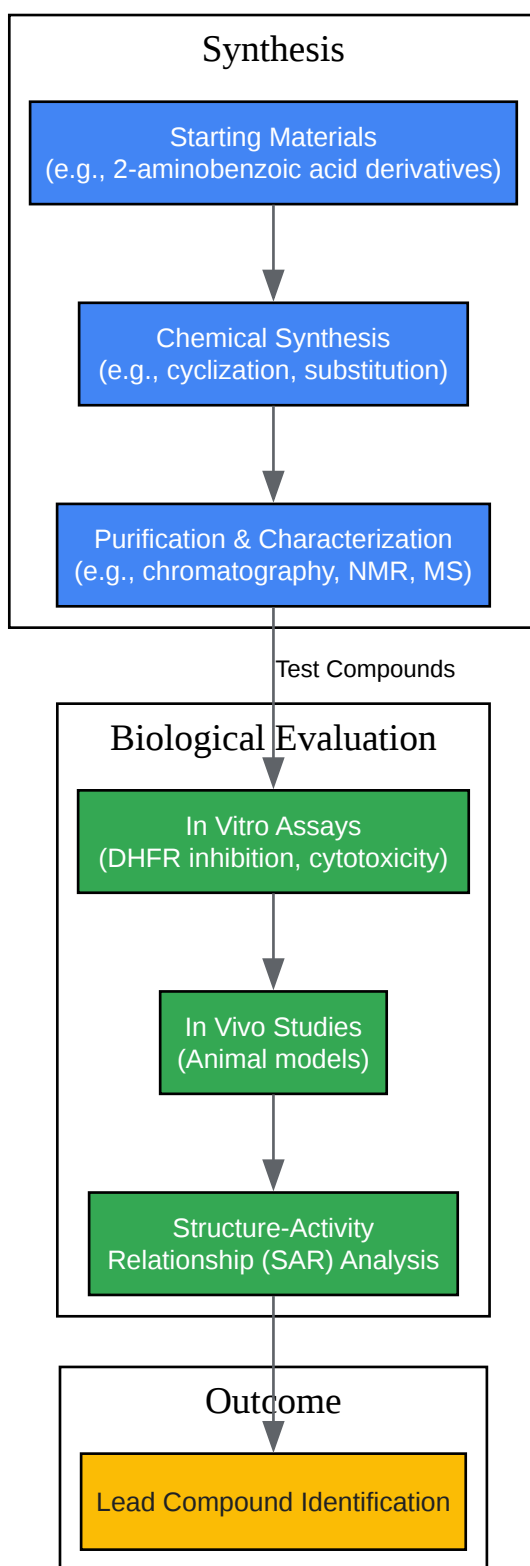 Synthesis
Starting Materials
(e.g., 2-aminobenzoic acid derivatives)
Chemical Synthesis
(e.g., cyclization, substitution)
Purification & Characterization
(e.g., chromatography, NMR, MS)
Test Compounds
Biological Evaluation
In Vitro Assays
(DHFR inhibition, cytotoxicity)
In Vivo Studies
(Animal models)
Structure-Activity
Relationship (SAR) Analysis
Outcome
Lead Compound Identification